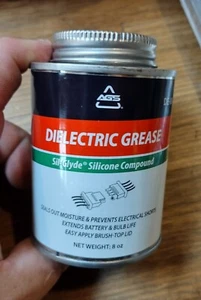 AGS
DIELECTRIC GREASE
Sil-Glyde® Silicone Compound
SEALS OUT MOISTURE & PREVENTS ELECTRICAL SHORTS
EXTENDS BATTERY & BULB LIFE
EASY APPLY BRUSH-TOP LID
NET WEIGHT: 8 oz